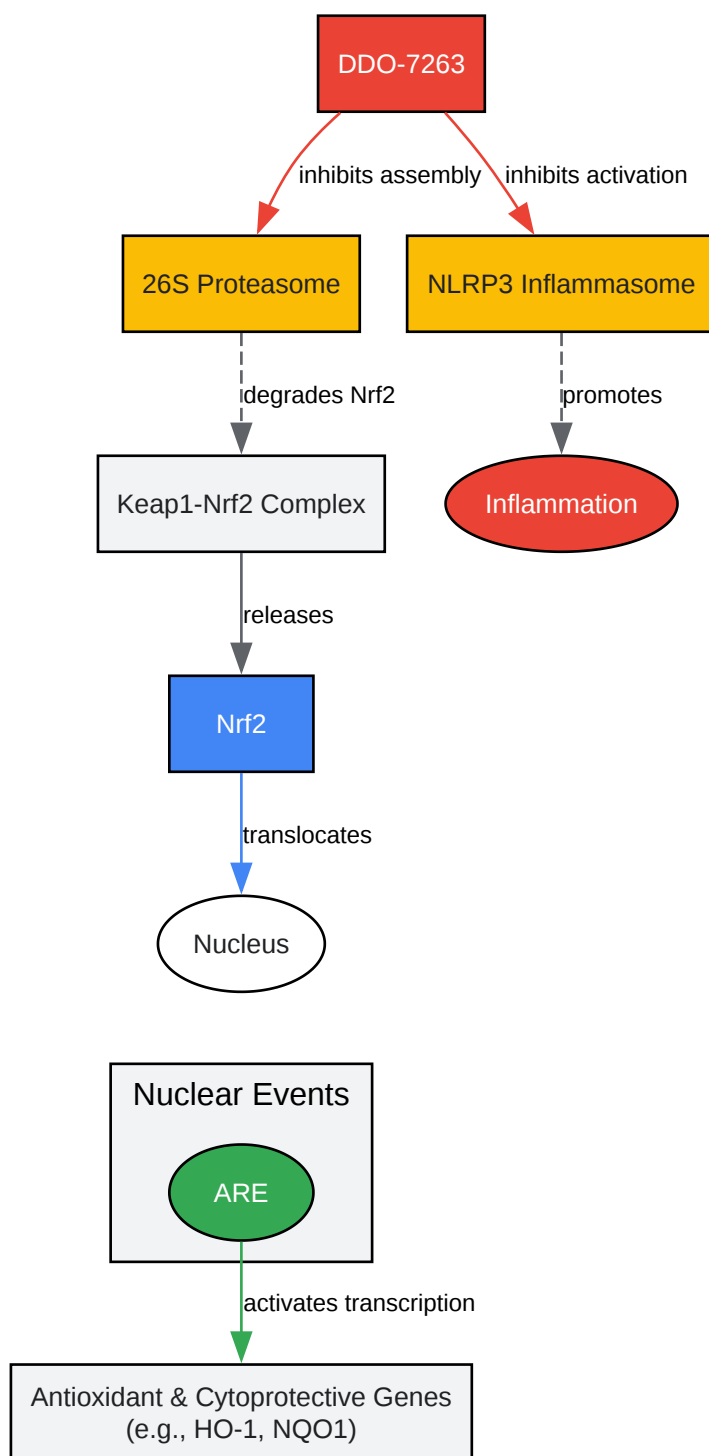 DDO-7263
inhibits assembly
inhibits activation
26S Proteasome
NLRP3 Inflammasome
degrades Nrf2
promotes
Keap1-Nrf2 Complex
Inflammation
releases
Nrf2
translocates
Nucleus
Nuclear Events
ARE
activates transcription
Antioxidant & Cytoprotective Genes
(e.g., HO-1, NQO1)